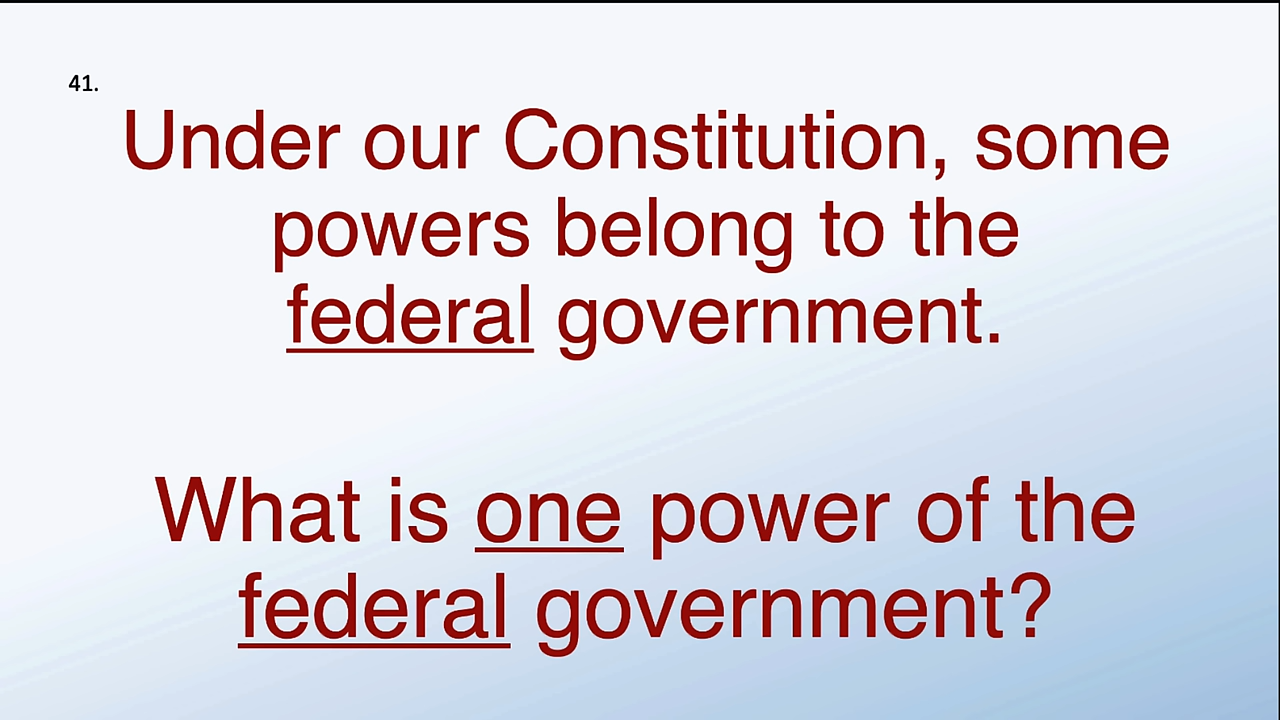 41.
Under our Constitution, some
powers belong to the
federal government.
What is one power of the
federal government?